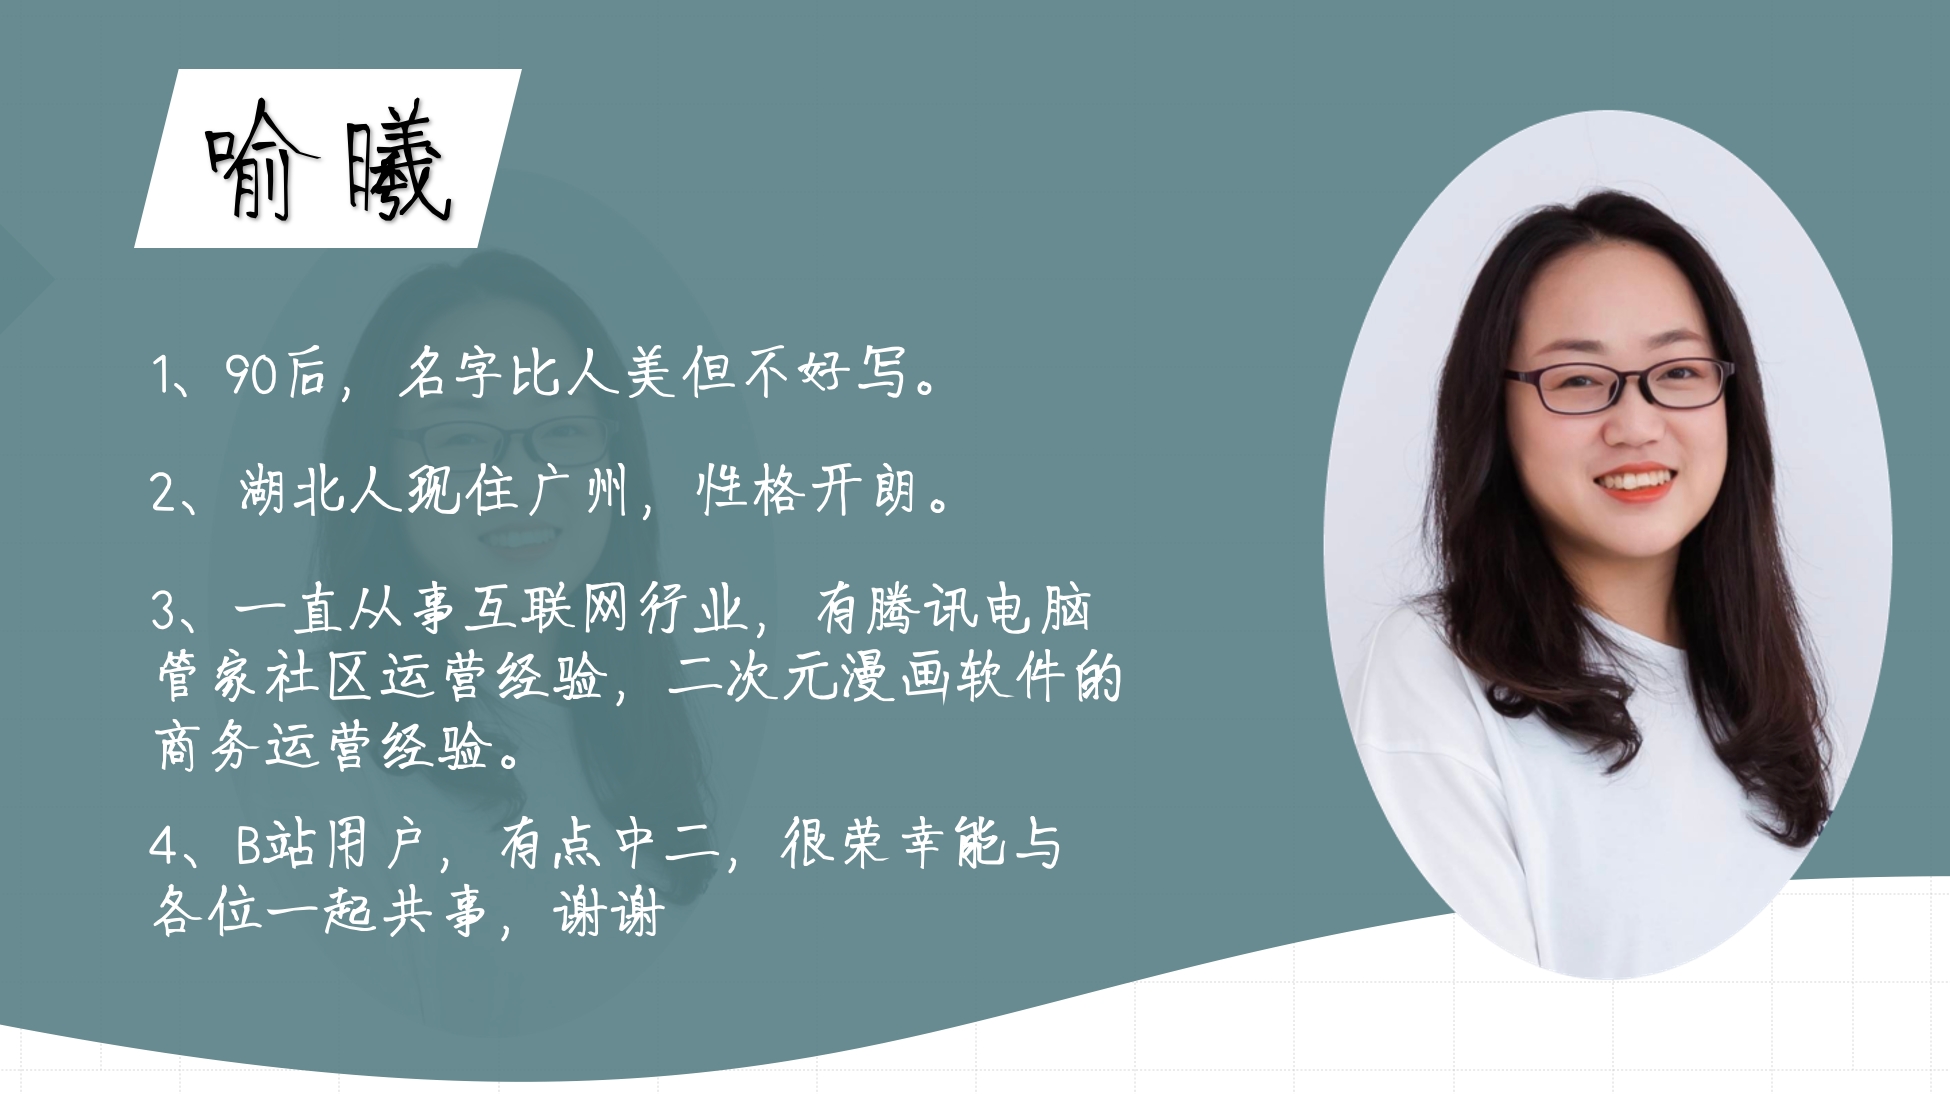 喻曦
1、90后，名字比人美但不好写。
2、湖北人现住广州，性格开朗。
3、一直从事互联网行业，有腾讯电脑
管家社区运营经验，二次元漫画软件的
商务运营经验。
4、B站用户，有点中二，很荣幸能与
各位一起共事，谢谢